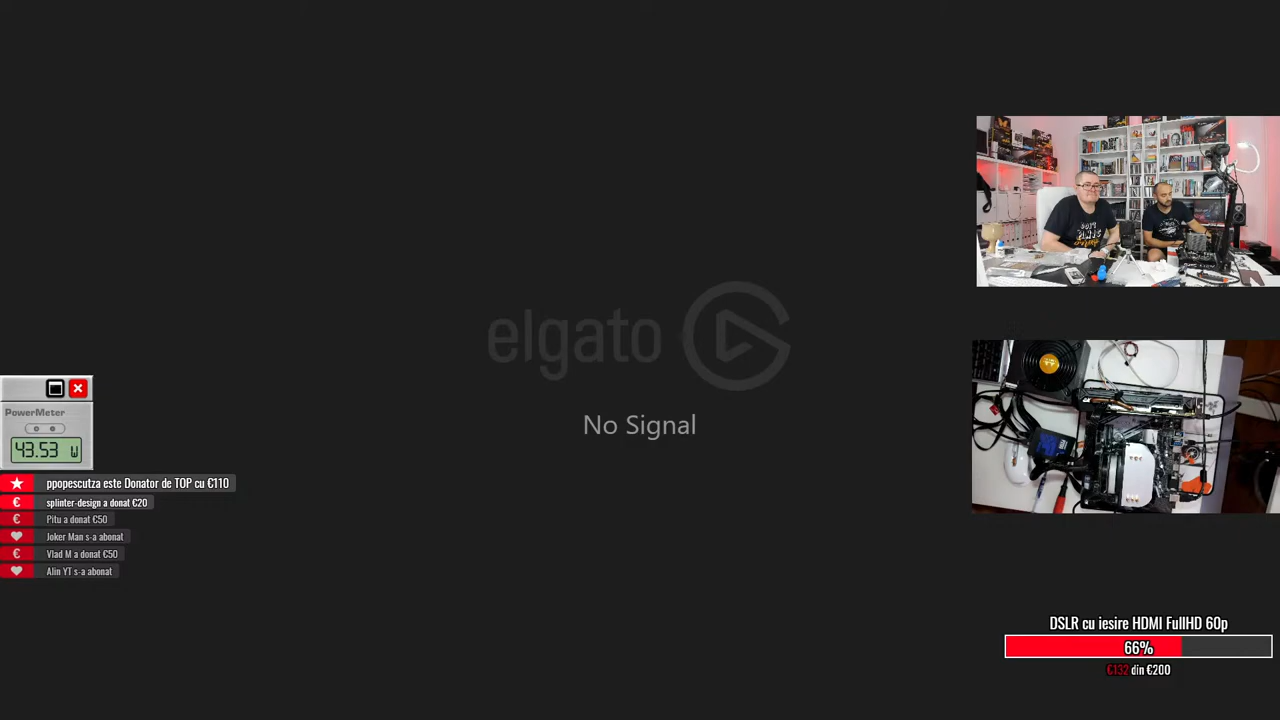 elgato
No Signal
PowerMeter
43.53 W
ppopescutza este Donator de TOP cu €110
splinter-design a donat €20
Pitu a donat €50
Joker Man s-a abonat
Vlad M a donat €50
Alin YT s-a abonat
DSLR cu iesire HDMI FullHD 60p
66%
€132 din €200